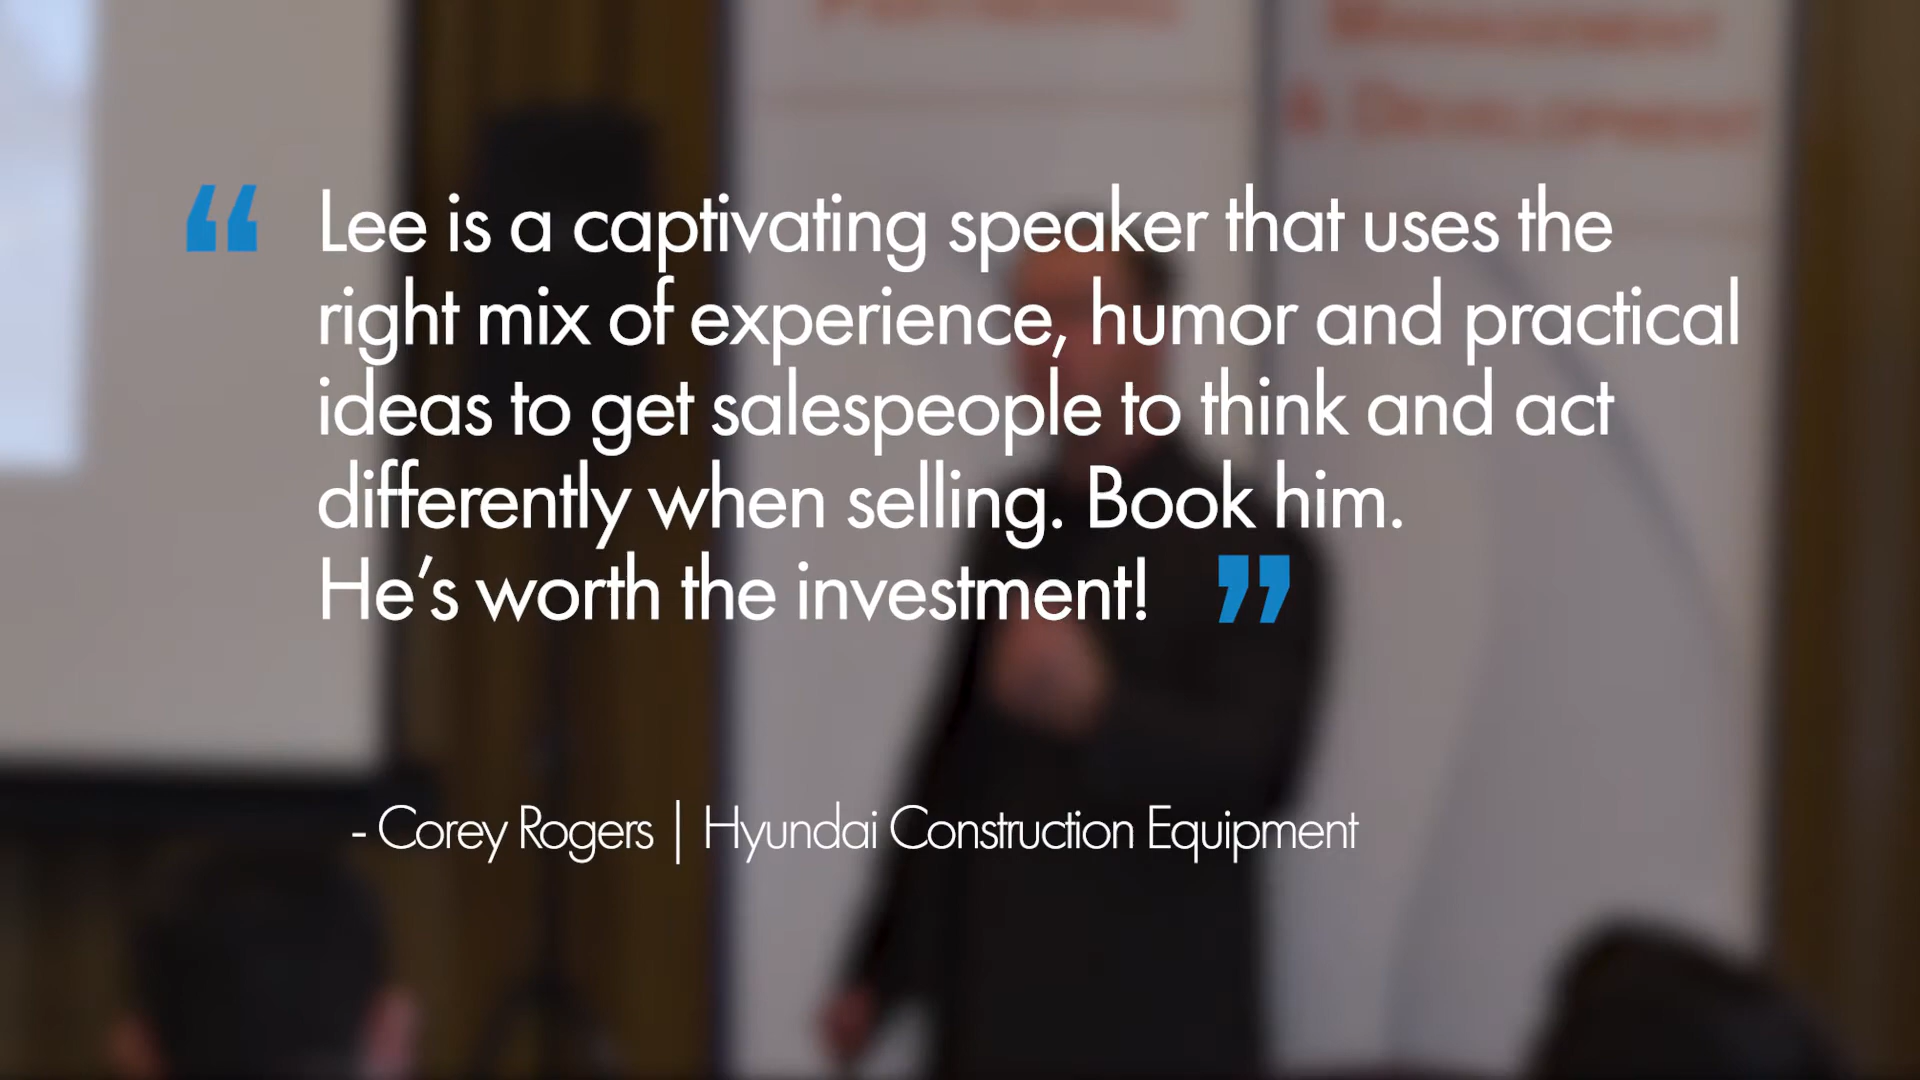 “ Lee is a captivating speaker that uses the
right mix of experience, humor and practical
ideas to get salespeople to think and act
differently when selling. Book him.
He’s worth the investment! ”
- Corey Rogers | Hyundai Construction Equipment
& DEVELOPMENT